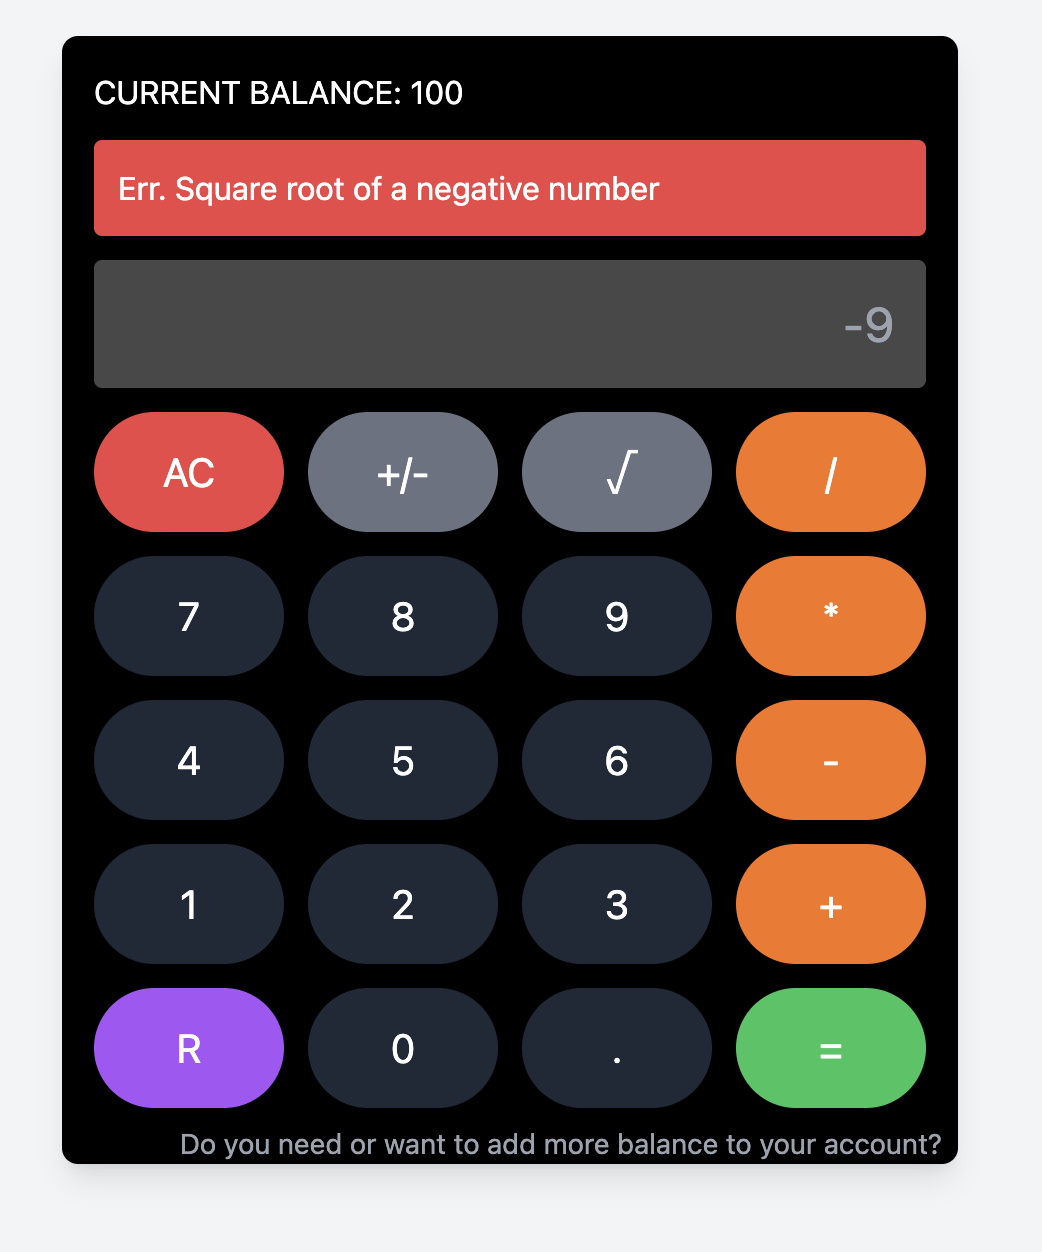 CURRENT BALANCE: 100
Err. Square root of a negative number
-9
AC +/- √ /
7 8 9 *
4 5 6 -
1 2 3 +
R 0 . =
Do you need or want to add more balance to your account?